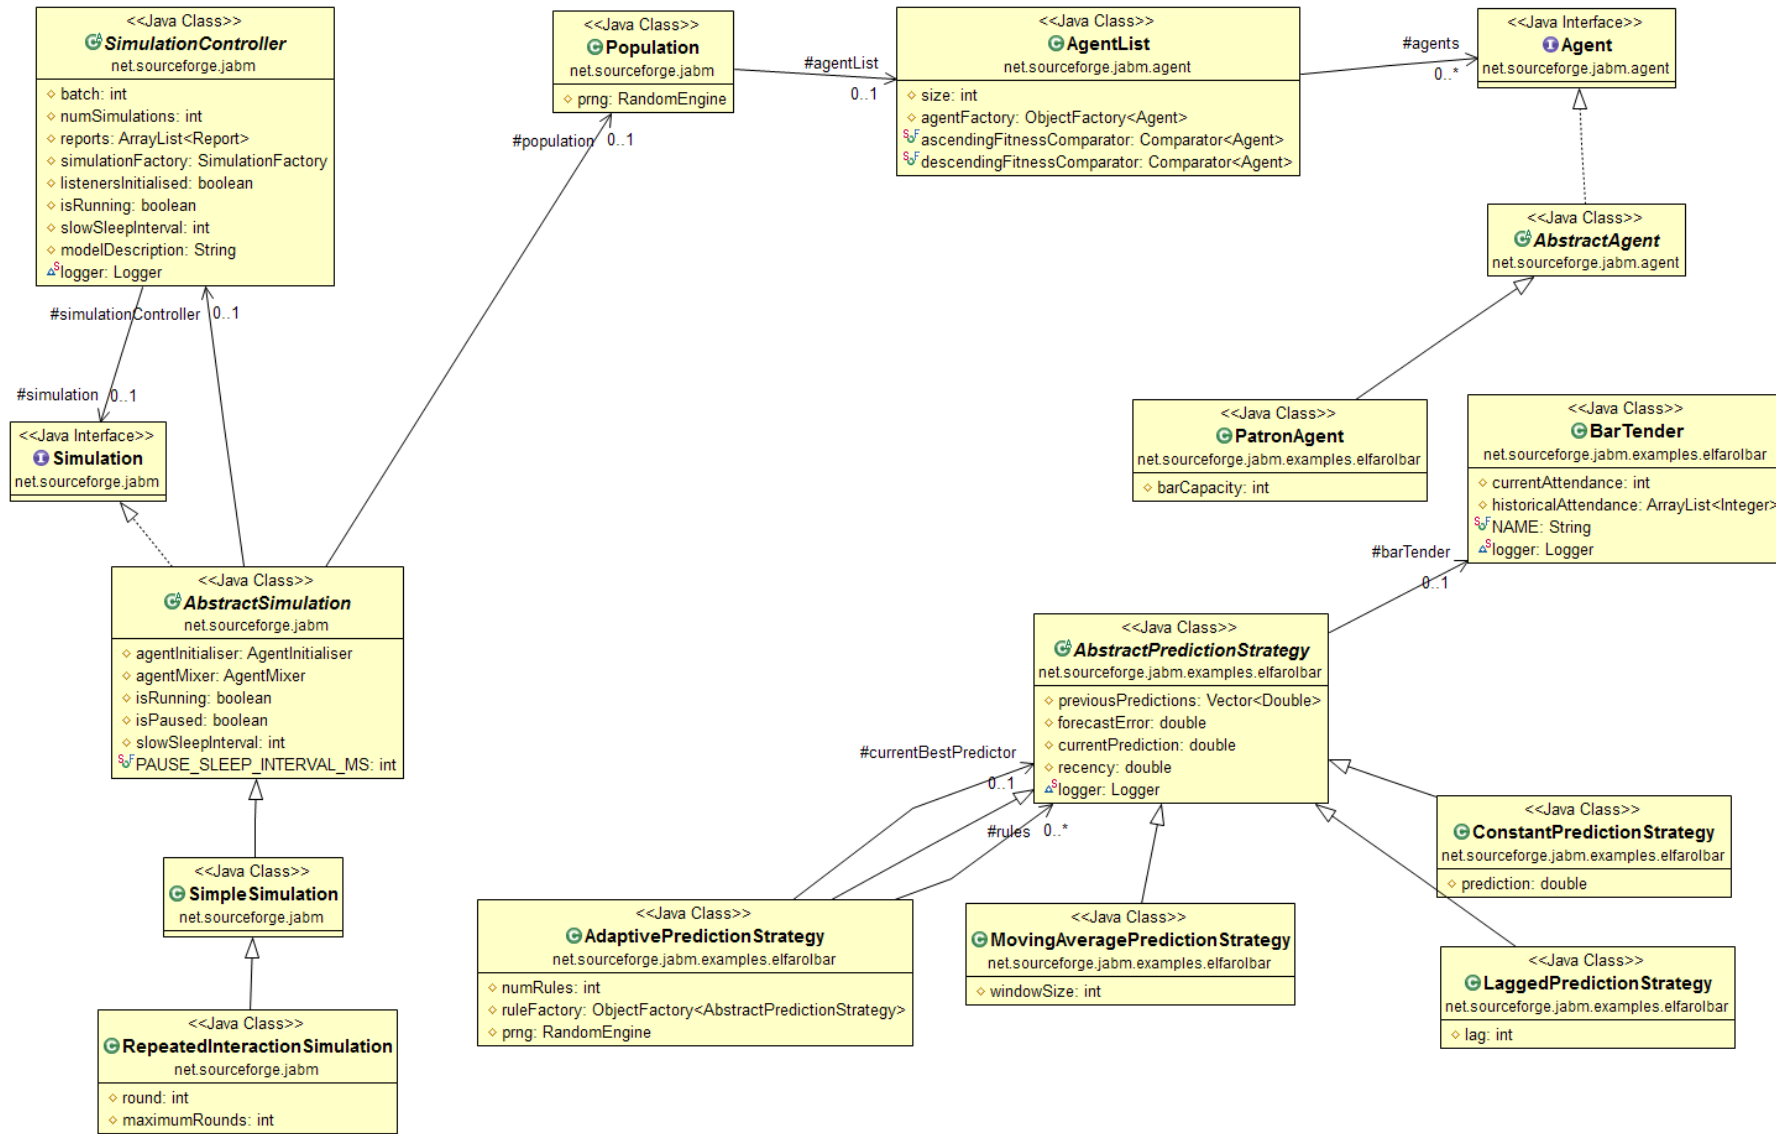 <<Java Class>>
SimulationController
net.sourceforge.jabm
batch: int
numSimulations: int
reports: ArrayList<Report>
simulationFactory: SimulationFactory
listenersInitialised: boolean
isRunning: boolean
slowSleepInterval: int
modelDescription: String
logger: Logger
<<Java Class>>
Population
net.sourceforge.jabm
prng: RandomEngine
#agentList
0..1
<<Java Class>>
AgentList
net.sourceforge.jabm.agent
size: int
agentFactory: ObjectFactory<Agent>
ascendingFitnessComparator: Comparator<Agent>
descendingFitnessComparator: Comparator<Agent>
#agents
0..*
<<Java Interface>>
Agent
net.sourceforge.jabm.agent
#population
0..1
<<Java Class>>
AbstractAgent
net.sourceforge.jabm.agent
#simulationController
0..1
#simulation
0..1
<<Java Interface>>
Simulation
net.sourceforge.jabm
<<Java Class>>
PatronAgent
net.sourceforge.jabm.examples.elfarolbar
barCapacity: int
<<Java Class>>
BarTender
net.sourceforge.jabm.examples.elfarolbar
currentAttendance: int
historicalAttendance: ArrayList<Integer>
NAME: String
logger: Logger
#barTender
0..1
<<Java Class>>
AbstractSimulation
net.sourceforge.jabm
agentInitialiser: AgentInitialiser
agentMixer: AgentMixer
isRunning: boolean
isPaused: boolean
slowSleepInterval: int
PAUSE_SLEEP_INTERVAL_MS: int
<<Java Class>>
AbstractPredictionStrategy
net.sourceforge.jabm.examples.elfarolbar
previousPredictions: Vector<Double>
forecastError: double
currentPrediction: double
recency: double
logger: Logger
#currentBestPredictor
0..1
#rules
0..*
<<Java Class>>
SimpleSimulation
net.sourceforge.jabm
<<Java Class>>
ConstantPredictionStrategy
net.sourceforge.jabm.examples.elfarolbar
prediction: double
<<Java Class>>
AdaptivePredictionStrategy
net.sourceforge.jabm.examples.elfarolbar
numRules: int
ruleFactory: ObjectFactory<AbstractPredictionStrategy>
prng: RandomEngine
<<Java Class>>
MovingAveragePredictionStrategy
net.sourceforge.jabm.examples.elfarolbar
windowSize: int
<<Java Class>>
LaggedPredictionStrategy
net.sourceforge.jabm.examples.elfarolbar
lag: int
<<Java Class>>
RepeatedInteractionSimulation
net.sourceforge.jabm
round: int
maximumRounds: int